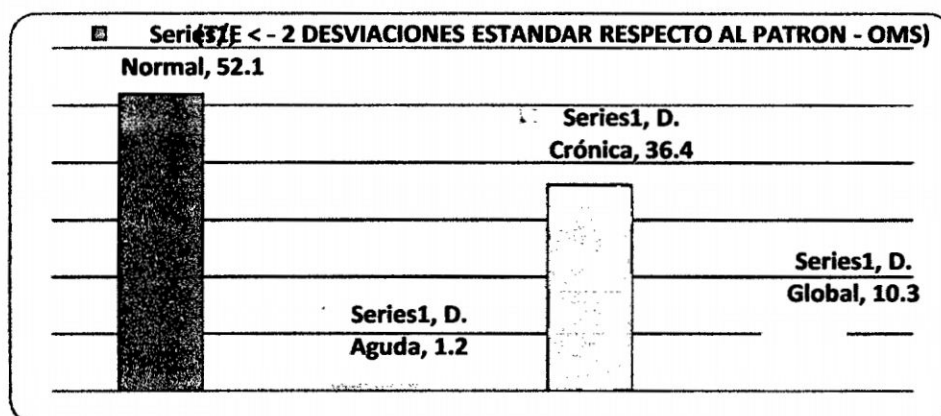 (T/E < - 2 DESVIACIONES ESTANDAR RESPECTO AL PATRON - OMS)
Normal, 52.1
Series1, D.
Crónica, 36.4
Series1, D.
Global, 10.3
Series1, D.
Aguda, 1.2